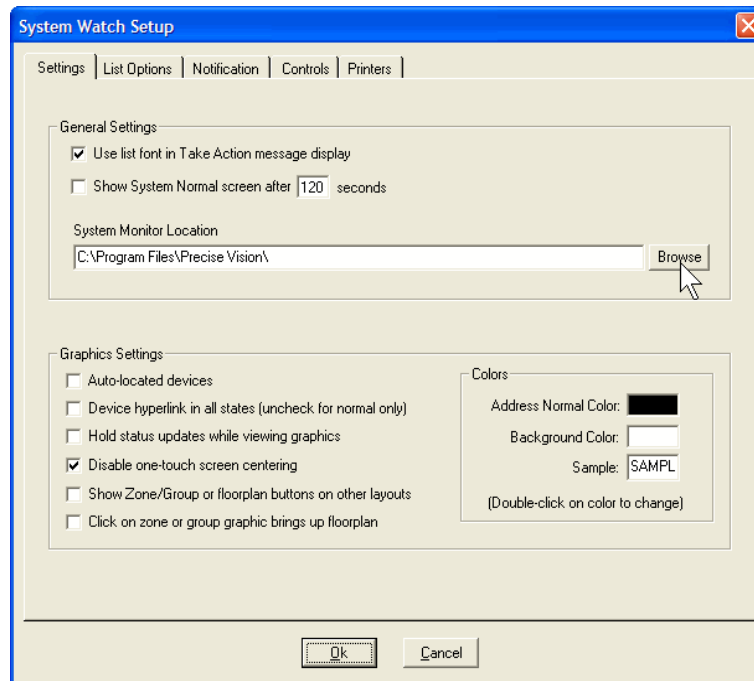 System Watch Setup
Settings List Options Notification Controls Printers
General Settings
Use list font in Take Action message display
Show System Normal screen after 120 seconds
System Monitor Location
C:\Program Files\Precise Vision\ Browse
Graphics Settings
Auto-located devices
Device hyperlink in all states (uncheck for normal only)
Hold status updates while viewing graphics
Disable one-touch screen centering
Show Zone/Group or floorplan buttons on other layouts
Click on zone or group graphic brings up floorplan
Colors
Address Normal Color:
Background Color:
Sample: SAMPL
(Double-click on color to change)
Ok Cancel